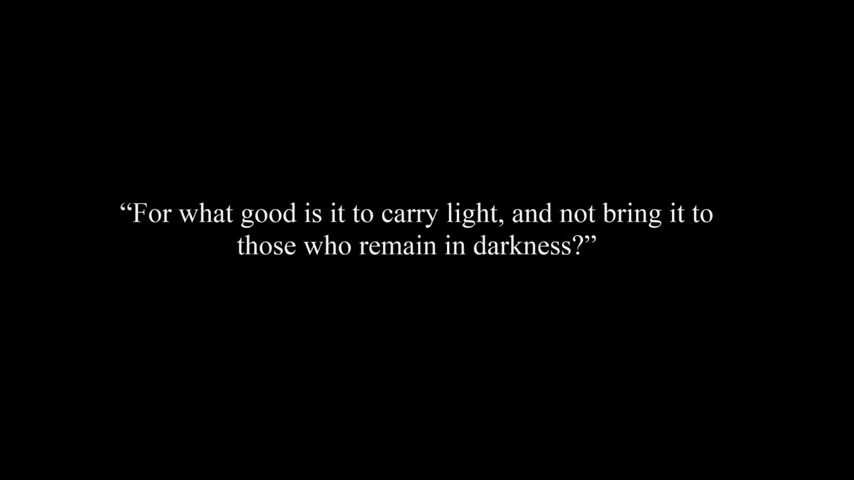 “For what good is it to carry light, and not bring it to
those who remain in darkness?”